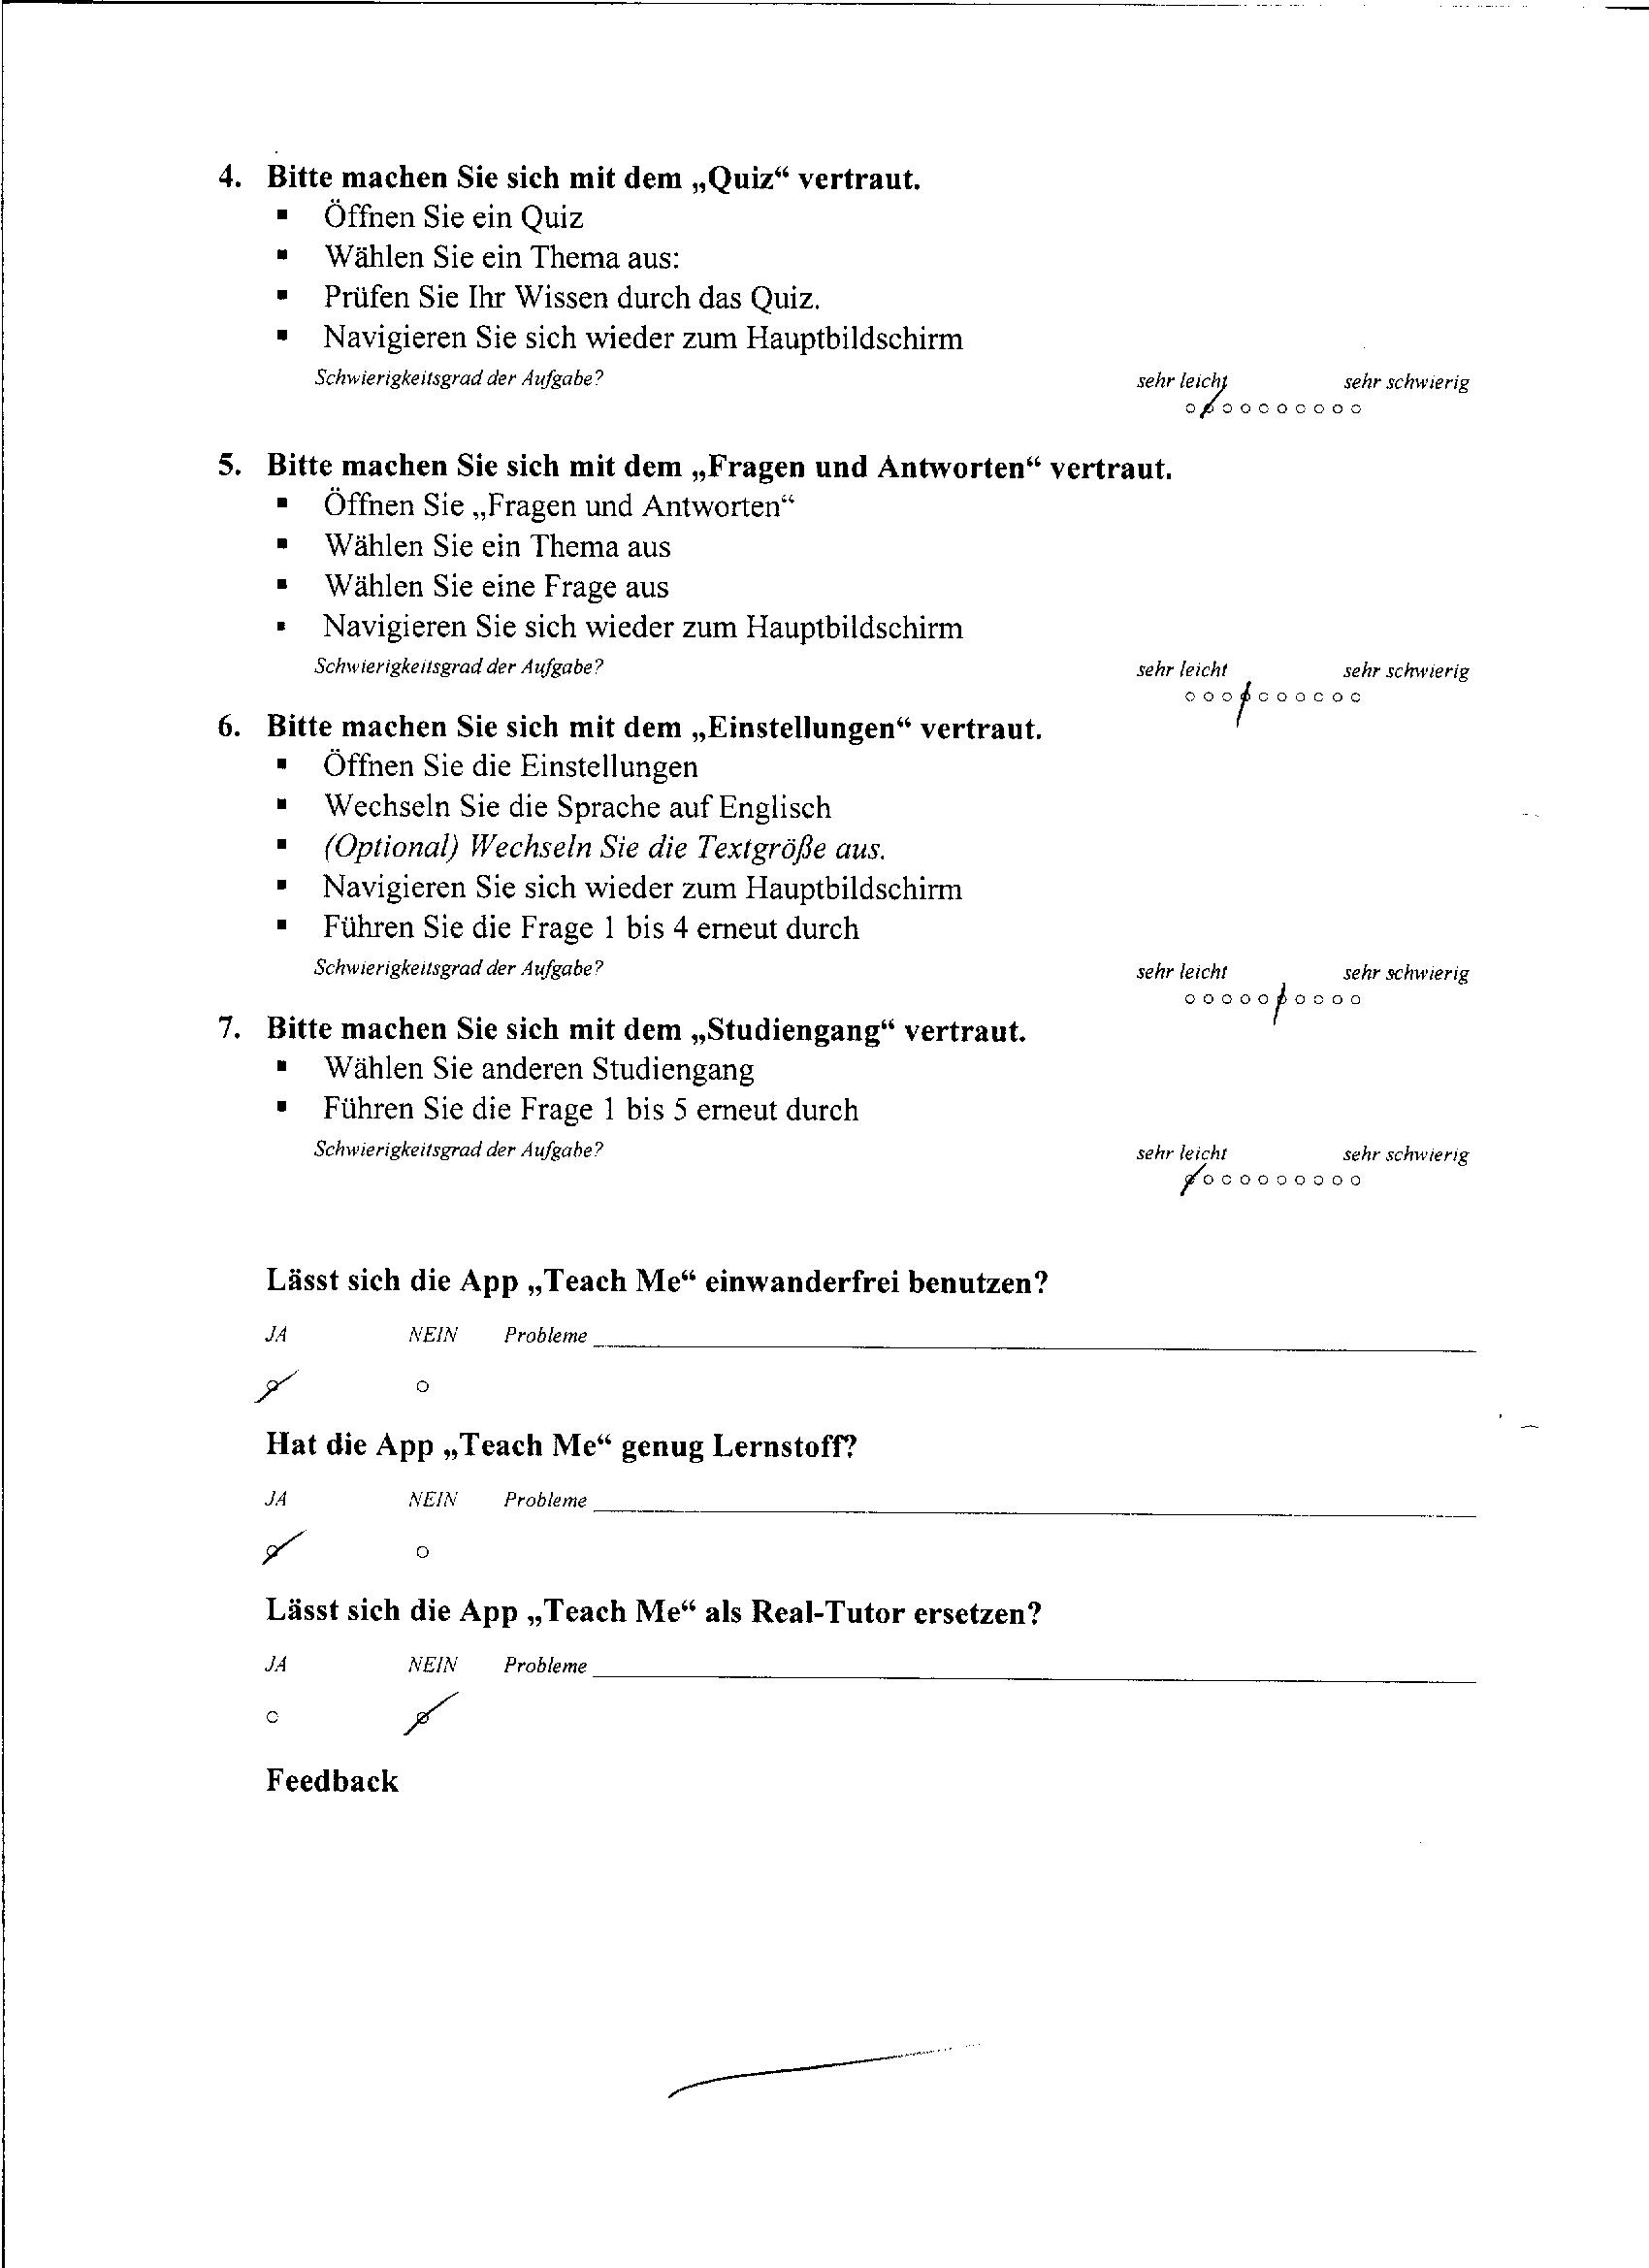 4. Bitte machen Sie sich mit dem „Quiz“ vertraut.
▪ Öffnen Sie ein Quiz
▪ Wählen Sie ein Thema aus:
▪ Prüfen Sie Ihr Wissen durch das Quiz.
▪ Navigieren Sie sich wieder zum Hauptbildschirm
Schwierigkeitsgrad der Aufgabe? sehr leicht sehr schwierig
5. Bitte machen Sie sich mit dem „Fragen und Antworten“ vertraut.
▪ Öffnen Sie „Fragen und Antworten“
▪ Wählen Sie ein Thema aus
▪ Wählen Sie eine Frage aus
▪ Navigieren Sie sich wieder zum Hauptbildschirm
Schwierigkeitsgrad der Aufgabe? sehr leicht sehr schwierig
6. Bitte machen Sie sich mit dem „Einstellungen“ vertraut.
▪ Öffnen Sie die Einstellungen
▪ Wechseln Sie die Sprache auf Englisch
▪ (Optional) Wechseln Sie die Textgröße aus.
▪ Navigieren Sie sich wieder zum Hauptbildschirm
▪ Führen Sie die Frage 1 bis 4 erneut durch
Schwierigkeitsgrad der Aufgabe? sehr leicht sehr schwierig
7. Bitte machen Sie sich mit dem „Studiengang“ vertraut.
▪ Wählen Sie anderen Studiengang
▪ Führen Sie die Frage 1 bis 5 erneut durch
Schwierigkeitsgrad der Aufgabe? sehr leicht sehr schwierig
Lässt sich die App „Teach Me“ einwanderfrei benutzen?
JA NEIN Probleme
Hat die App „Teach Me“ genug Lernstoff?
JA NEIN Probleme
Lässt sich die App „Teach Me“ als Real-Tutor ersetzen?
JA NEIN Probleme
Feedback